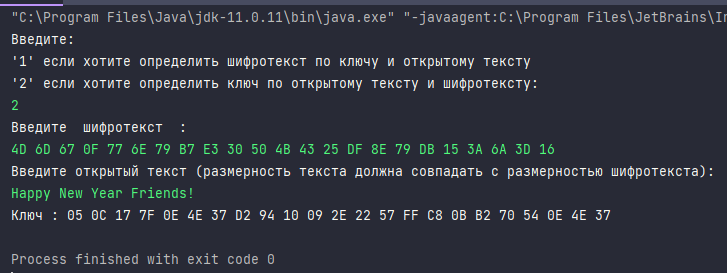 "C:\Program Files\Java\jdk-11.0.11\bin\java.exe" "-javaagent:C:\Program Files\JetBrains\In
Введите:
'1' если хотите определить шифротекст по ключу и открытому тексту
'2' если хотите определить ключ по открытому тексту и шифротексту:
2
Введите  шифротекст  :
4D 6D 67 0F 77 6E 79 B7 E3 30 50 4B 43 25 DF 8E 79 DB 15 3A 6A 3D 16
Введите открытый текст (размерность текста должна совпадать с размерностью шифротекста):
Happy New Year Friends!
Ключ : 05 0C 17 7F 0E 4E 37 D2 94 10 09 2E 22 57 FF C8 0B B2 70 54 0E 4E 37
Process finished with exit code 0